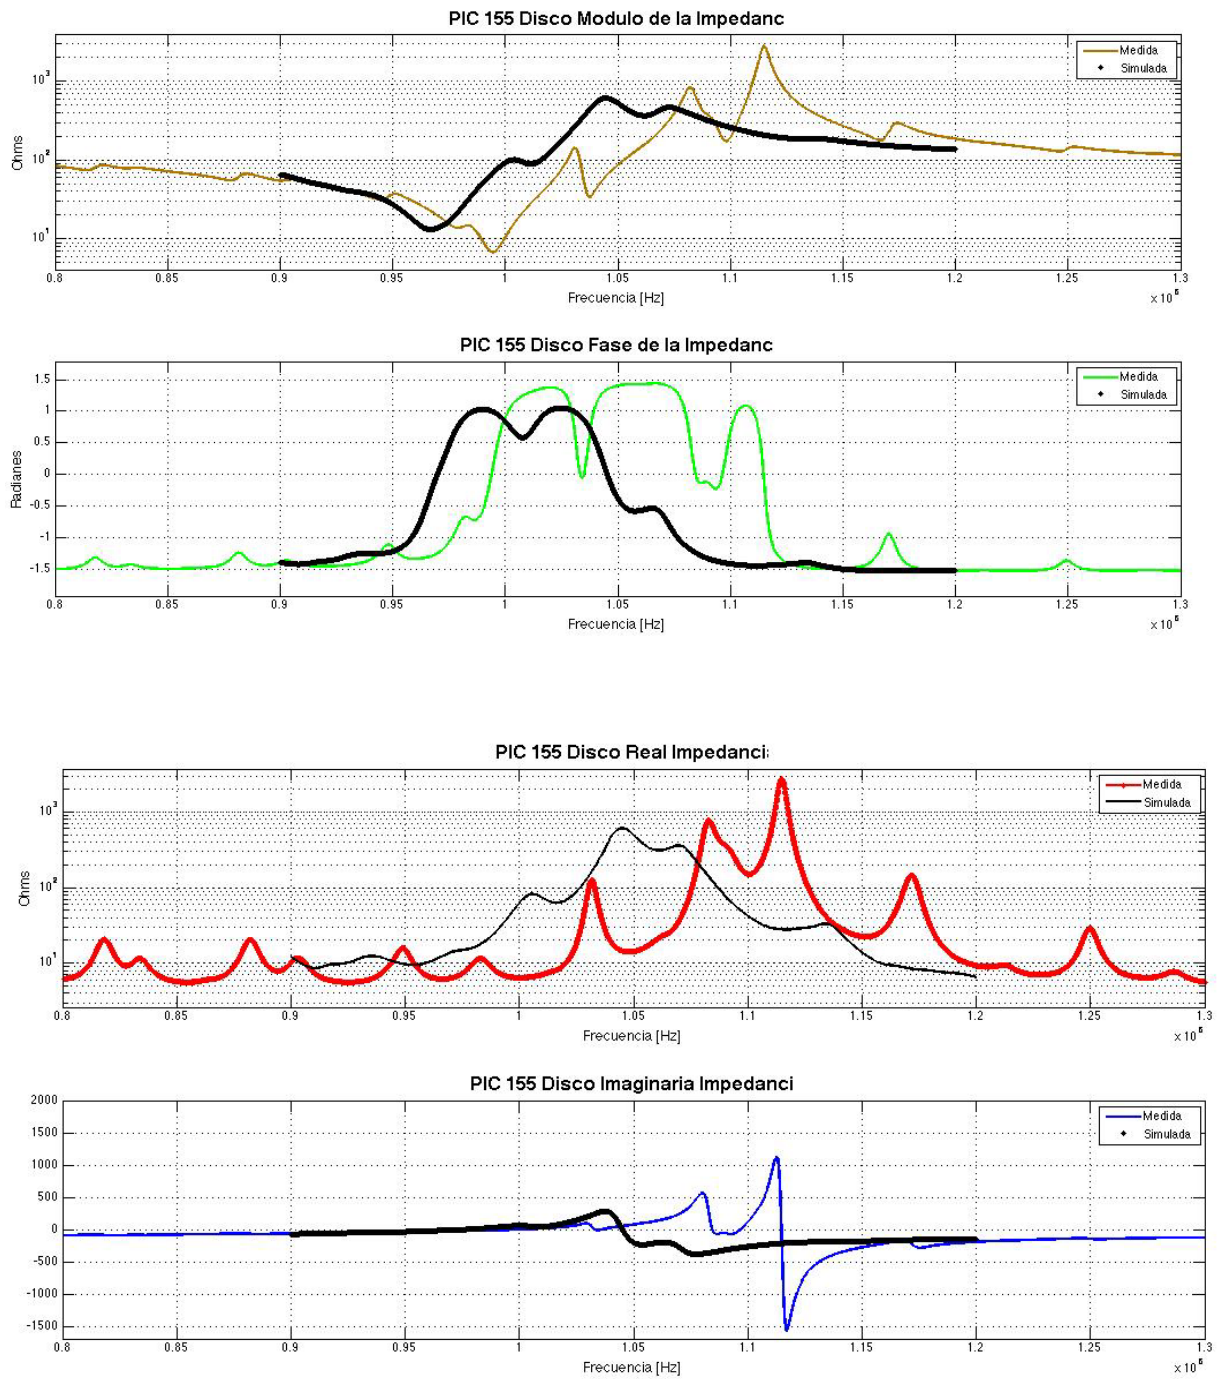 PIC 155 Disco Modulo de la Impedanc
10³
10²
10¹
Ohms
Medida
Simulada
0.8 0.85 0.9 0.95 1 1.05 1.1 1.15 1.2 1.25 1.3
Frecuencia [Hz]
x 10⁶
PIC 155 Disco Fase de la Impedanc
1.5
1
0.5
0
-0.5
-1
-1.5
Radianes
Medida
Simulada
0.8 0.85 0.9 0.95 1 1.05 1.1 1.15 1.2 1.25 1.3
Frecuencia [Hz]
x 10⁶
PIC 155 Disco Real Impedanci
10³
10²
10¹
Ohms
Medida
Simulada
0.8 0.85 0.9 0.95 1 1.05 1.1 1.15 1.2 1.25 1.3
Frecuencia [Hz]
x 10⁶
PIC 155 Disco Imaginaria Impedanci
2000
1500
1000
500
0
-500
-1000
-1500
Medida
Simulada
0.8 0.85 0.9 0.95 1 1.05 1.1 1.15 1.2 1.25 1.3
Frecuencia [Hz]
x 10⁶